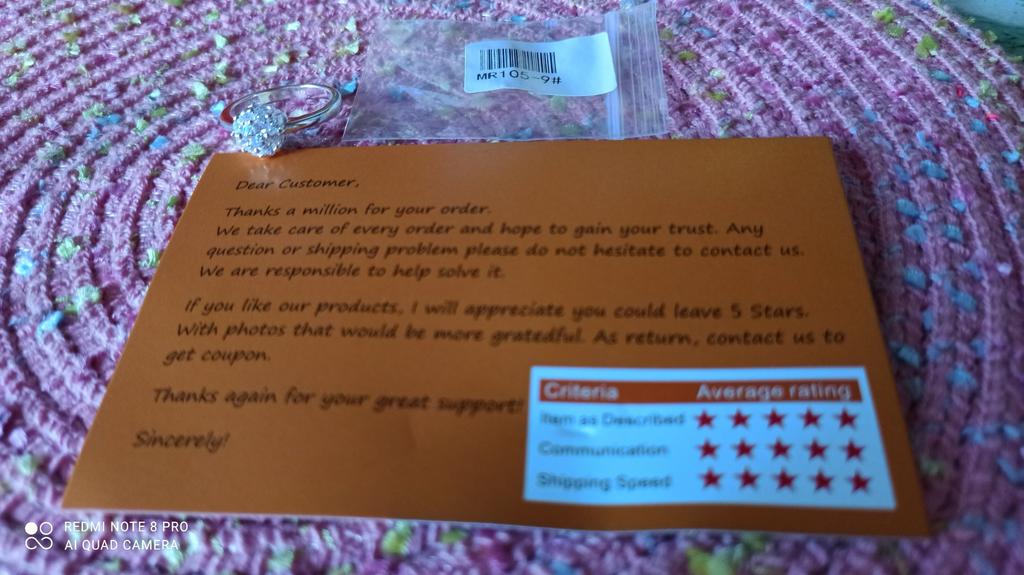 MR105-9#
Dear Customer,
Thanks a million for your order.
We take care of every order and hope to gain your trust. Any
question or shipping problem please do not hesitate to contact us.
We are responsible to help solve it.
If you like our products, I will appreciate you could leave 5 Stars.
With photos that would be more gratedful. As return, contact us to
get coupon.
Thanks again for your great support!
Sincerely!
Criteria Average rating
Item as Described ★★★★★
Communication ★★★★★
Shipping Speed ★★★★★
REDMI NOTE 8 PRO
AI QUAD CAMERA